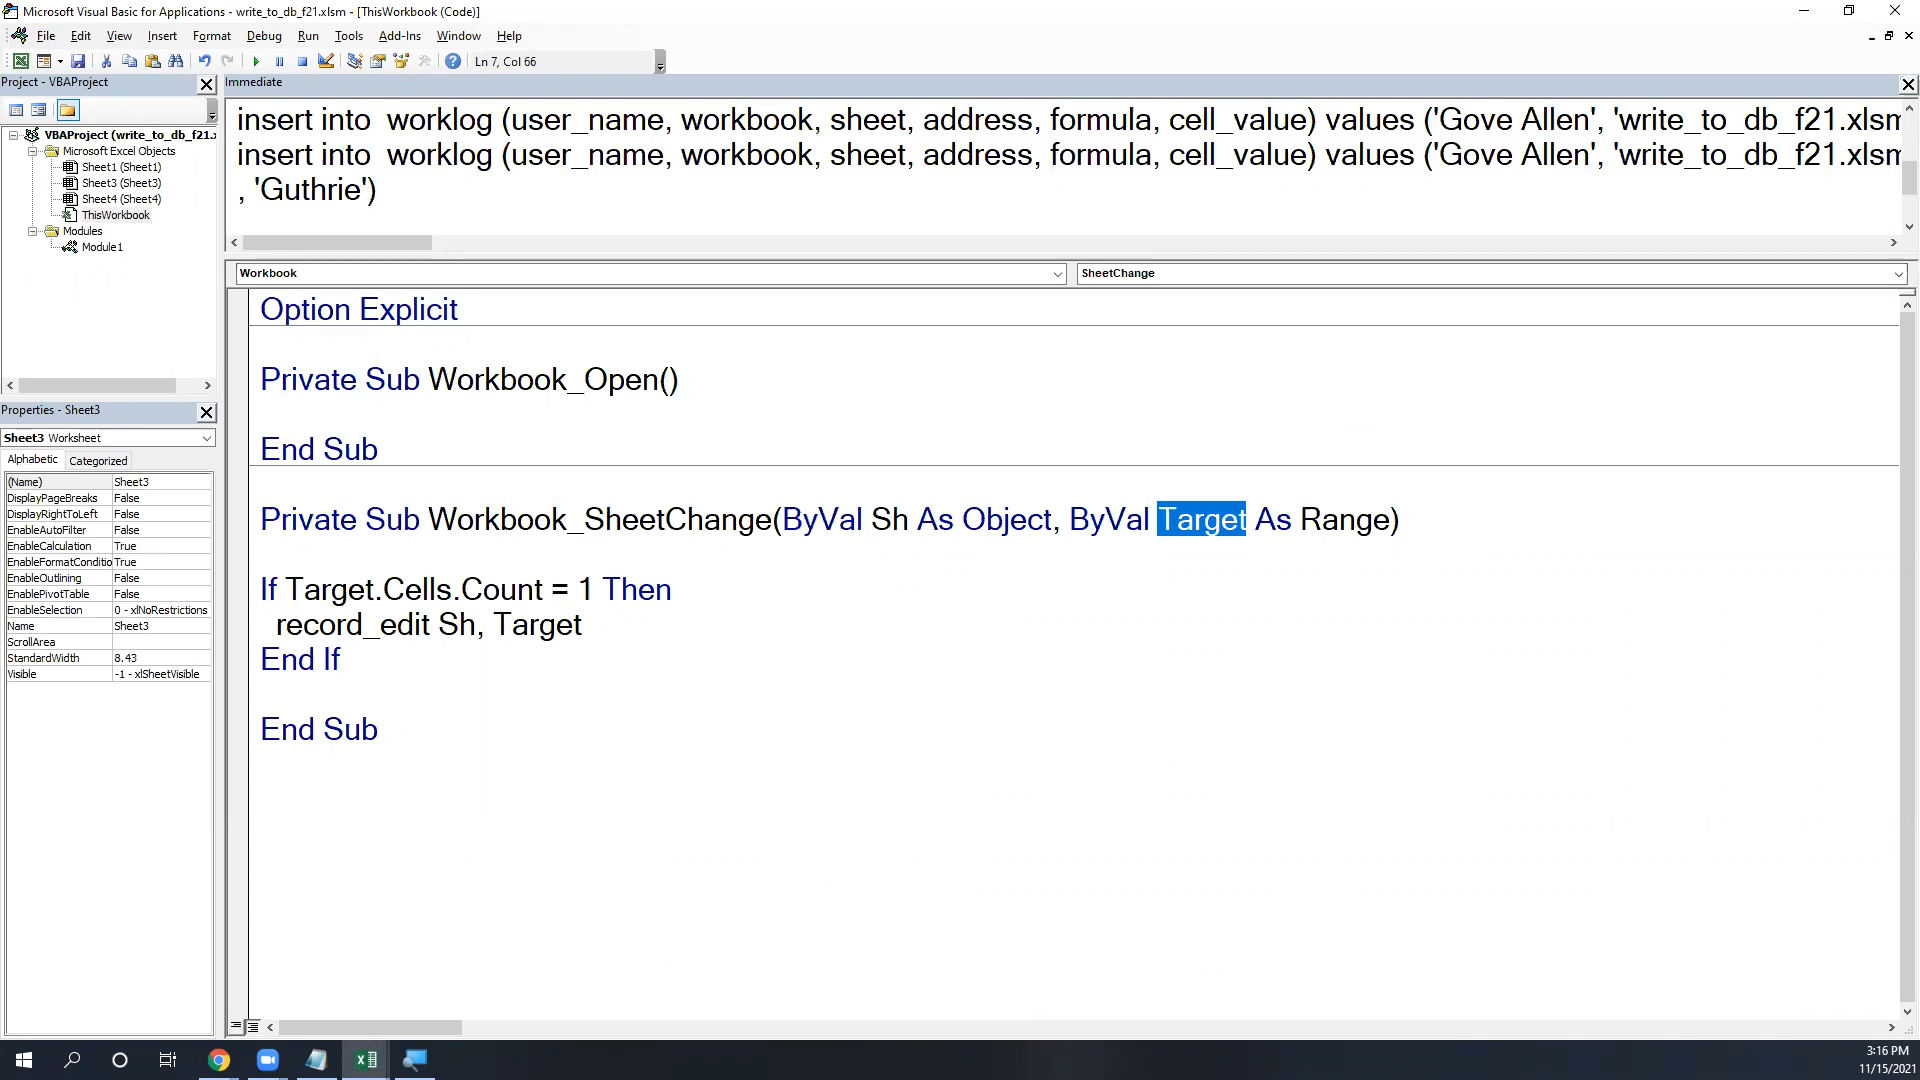 Microsoft Visual Basic for Applications - write_to_db_f21.xlsm - [ThisWorkbook (Code)]
File Edit View Insert Format Debug Run Tools Add-Ins Window Help
Ln 7, Col 66
Project - VBAProject
VBAProject (write_to_db_f21.x
Microsoft Excel Objects
Sheet1 (Sheet1)
Sheet3 (Sheet3)
Sheet4 (Sheet4)
ThisWorkbook
Modules
Module1
Properties - Sheet3
Sheet3 Worksheet
Alphabetic Categorized
(Name) Sheet3
DisplayPageBreaks False
DisplayRightToLeft False
EnableAutoFilter False
EnableCalculation True
EnableFormatConditio True
EnableOutlining False
EnablePivotTable False
EnableSelection 0 - xlNoRestrictions
Name Sheet3
ScrollArea
StandardWidth 8.43
Visible -1 - xlSheetVisible
Immediate
insert into  worklog (user_name, workbook, sheet, address, formula, cell_value) values ('Gove Allen', 'write_to_db_f21.xlsm
insert into  worklog (user_name, workbook, sheet, address, formula, cell_value) values ('Gove Allen', 'write_to_db_f21.xlsm
, 'Guthrie')
Workbook SheetChange
Option Explicit
Private Sub Workbook_Open()
End Sub
Private Sub Workbook_SheetChange(ByVal Sh As Object, ByVal Target As Range)
If Target.Cells.Count = 1 Then
record_edit Sh, Target
End If
End Sub
3:16 PM
11/15/2021